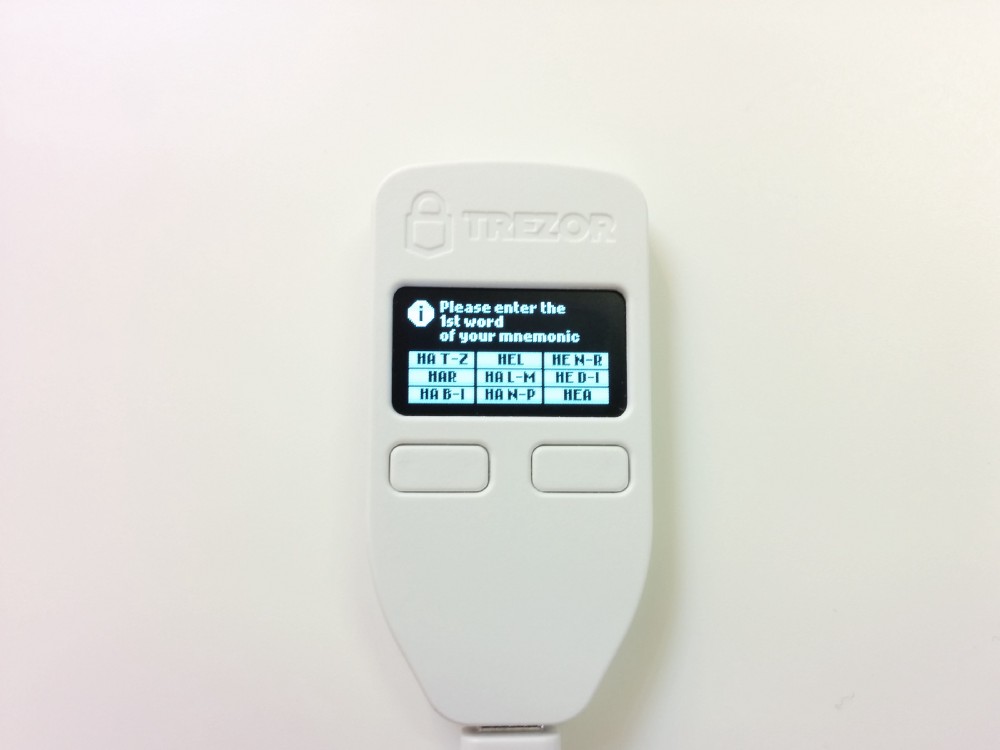 TREZOR
i
Please enter the
1st word
of your mnemonic
HA T-Z HEL HE N-R
HAR HA L-M HE D-I
HA B-I HA N-P HEA